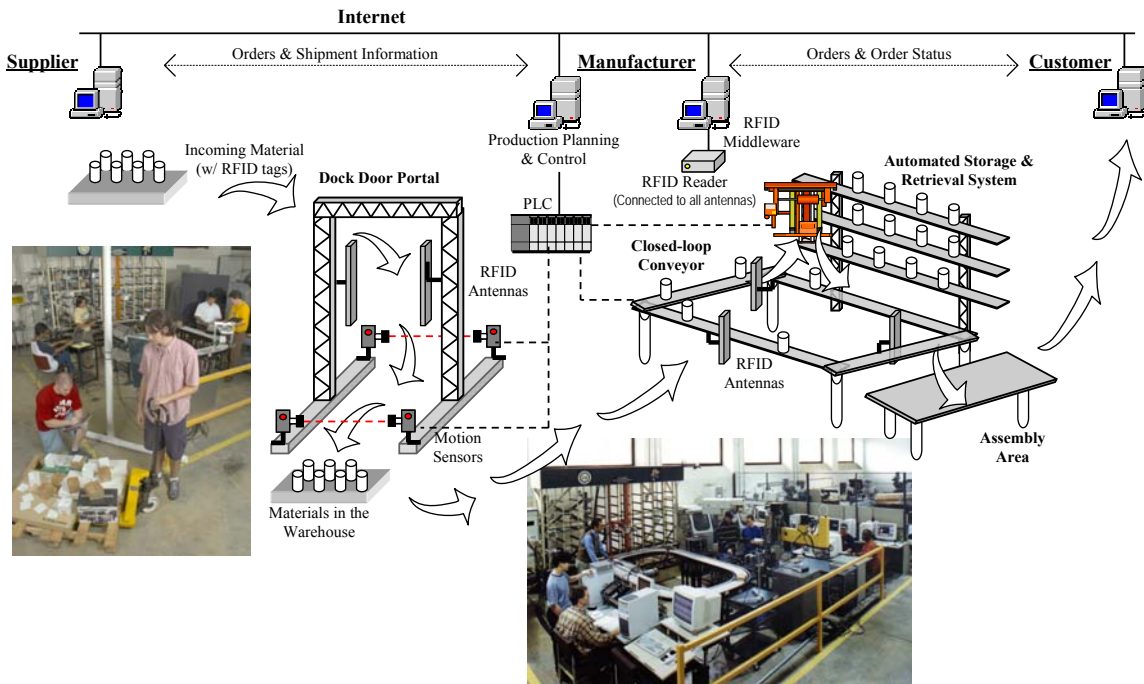 Internet
Orders & Shipment Information
Orders & Order Status
Supplier
Manufacturer
Customer
Production Planning
& Control
RFID
Middleware
Incoming Material
(w/ RFID tags)
RFID Reader
(Connected to all antennas)
Automated Storage &
Retrieval System
Dock Door Portal
PLC
Closed-loop
Conveyor
RFID
Antennas
RFID
Antennas
Motion
Sensors
Assembly
Area
Materials in the
Warehouse